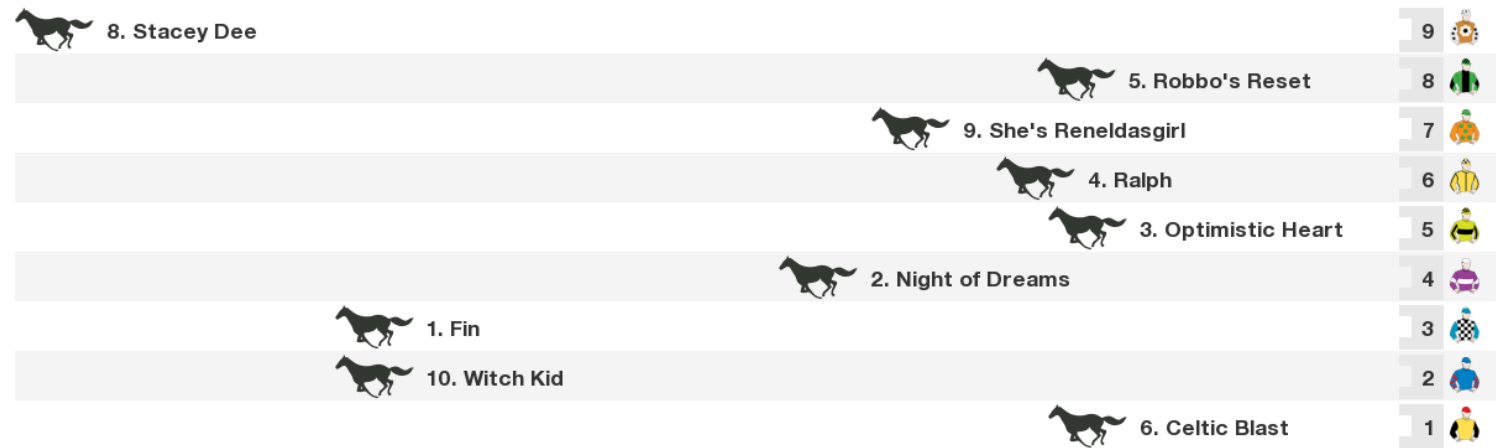 8. Stacey Dee 9
5. Robbo's Reset 8
9. She's Reneldasgirl 7
4. Ralph 6
3. Optimistic Heart 5
2. Night of Dreams 4
1. Fin 3
10. Witch Kid 2
6. Celtic Blast 1